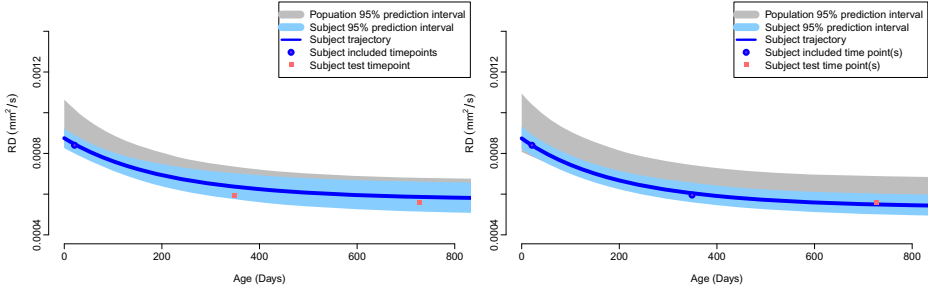 Popuation 95% prediction interval
Subject 95% prediction interval
Subject trajectory
Subject included timepoints
Subject test timepoint
RD (mm²/s)
0.0004
0.0008
0.0012
0 200 400 600 800
Age (Days)
Population 95% prediction interval
Subject 95% prediction interval
Subject trajectory
Subject included time point(s)
Subject test time point(s)
RD (mm²/s)
0.0004
0.0008
0.0012
0 200 400 600 800
Age (Days)